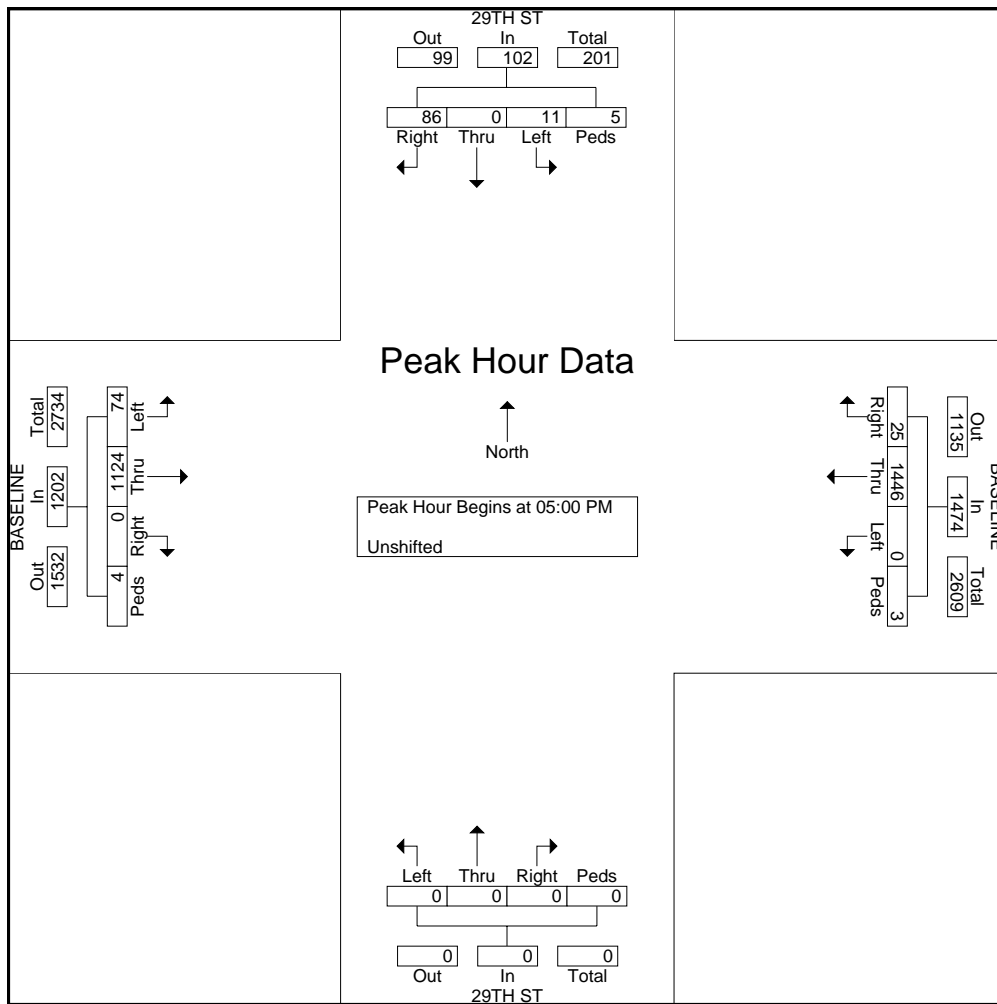 29TH ST
Out In Total
99 102 201
86 0 11 5
Right Thru Left Peds
Peak Hour Data
North
Peak Hour Begins at 05:00 PM
Unshifted
BASELINE
Out In Total
1532 1202 2734
74 1124 0 4
Left Thru Right Peds
BASELINE
Out In Total
1135 1474 2609
25 1446 0 3
Right Thru Left Peds
Left Thru Right Peds
0 0 0 0
0 0 0
Out In Total
29TH ST